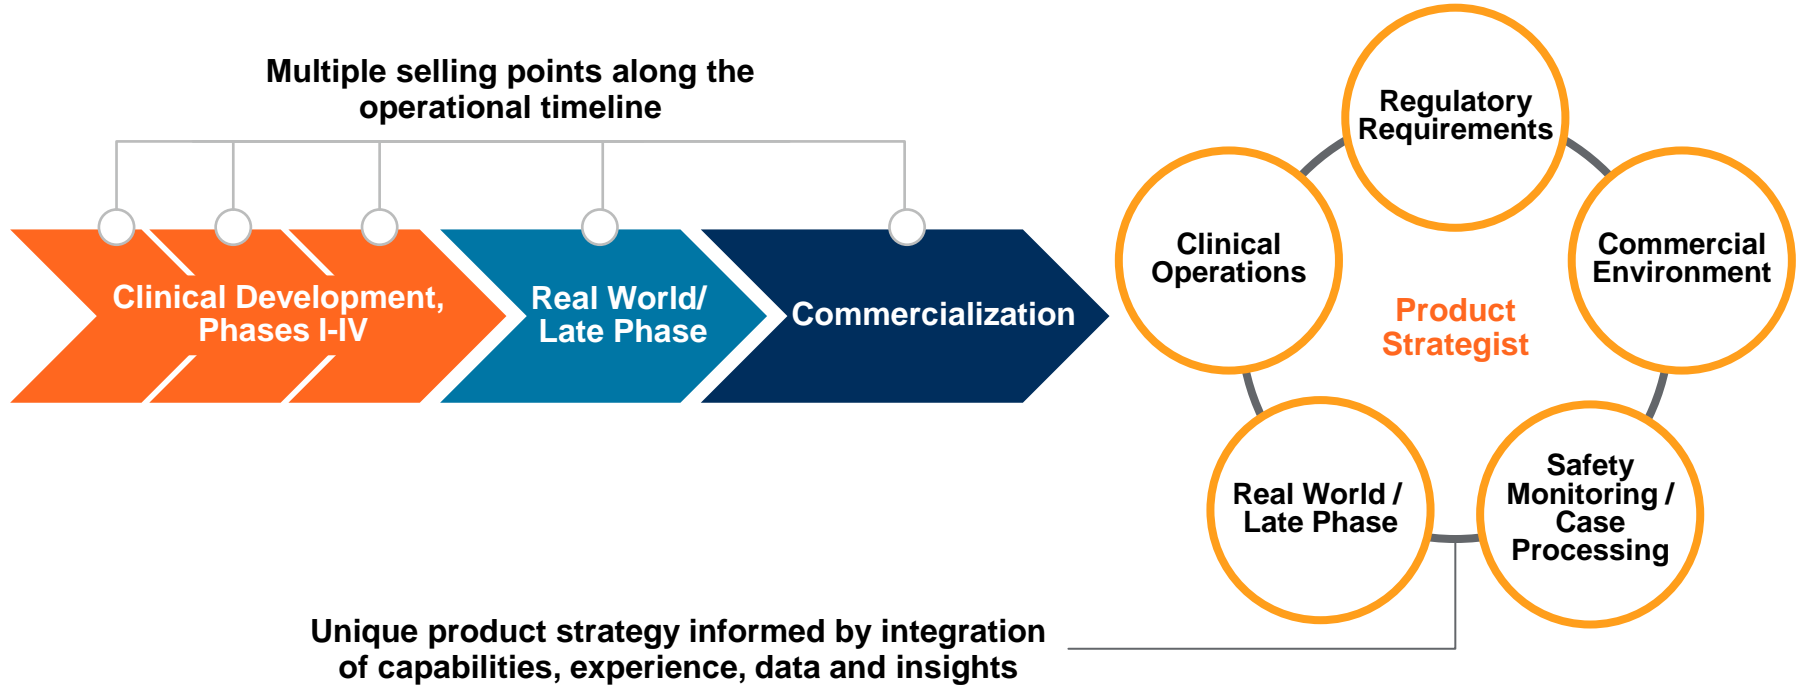 Multiple selling points along the
operational timeline
Clinical Development,
Phases I-IV
Real World/
Late Phase
Commercialization
Regulatory
Requirements
Clinical
Operations
Commercial
Environment
Product
Strategist
Real World /
Late Phase
Safety
Monitoring /
Case
Processing
Unique product strategy informed by integration
of capabilities, experience, data and insights